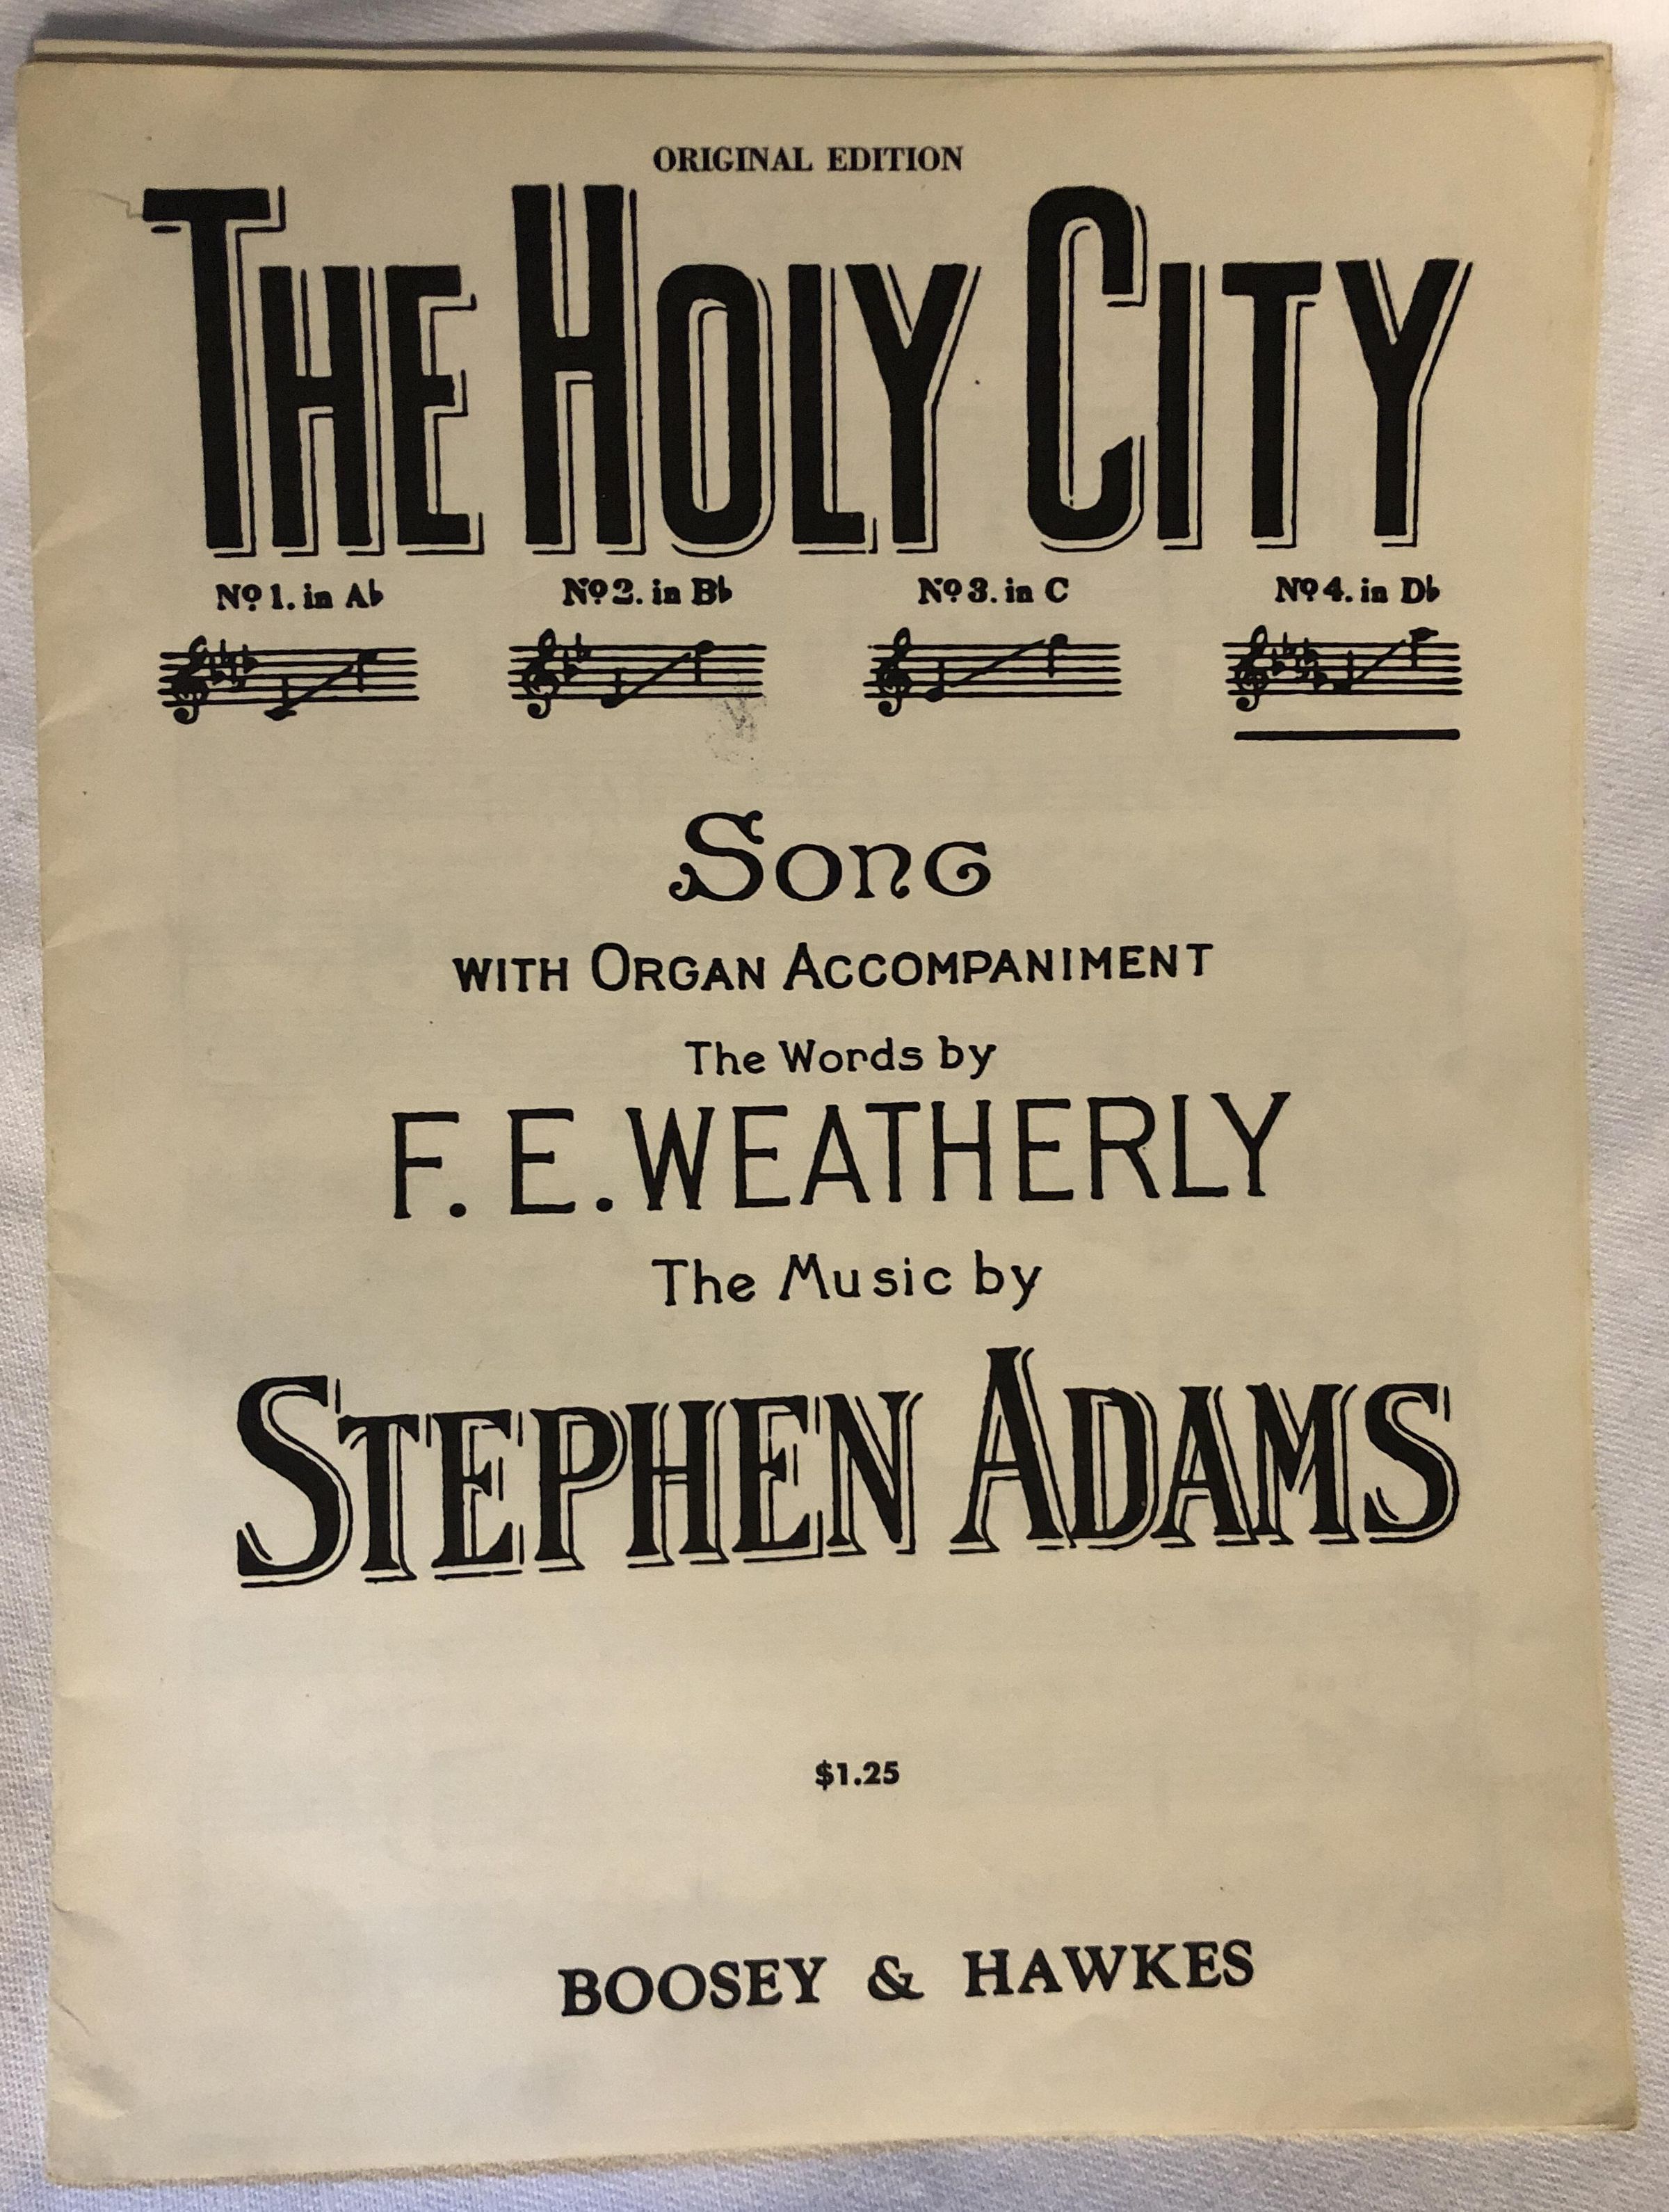 ORIGINAL EDITION
THE HOLY CITY
Nº 1. in A♭ Nº 2. in B♭ Nº 3. in C Nº 4. in D♭
SONG
WITH ORGAN ACCOMPANIMENT
The Words by
F. E. WEATHERLY
The Music by
STEPHEN ADAMS
$1.25
BOOSEY & HAWKES